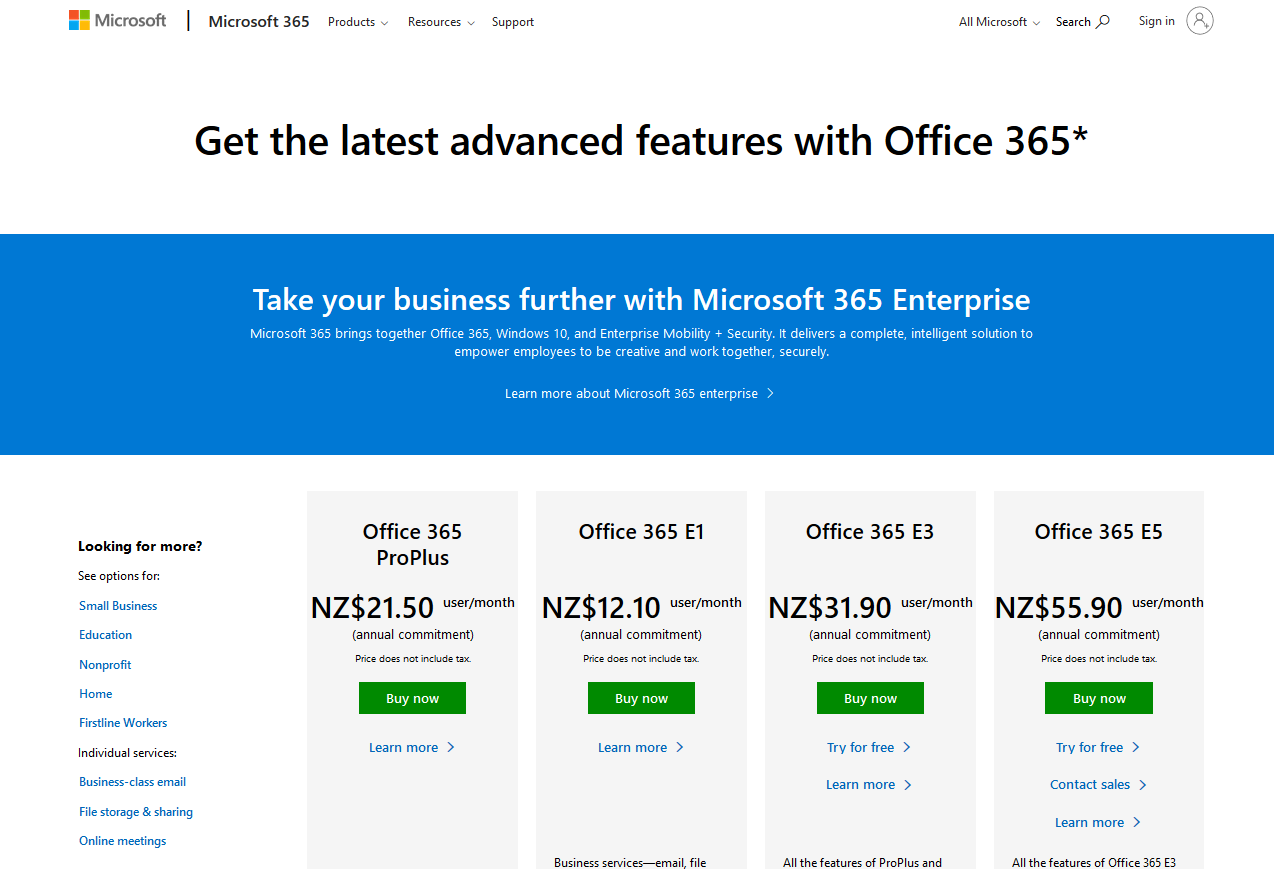 Microsoft
Microsoft 365
Products
Resources
Support
All Microsoft
Search
Sign in
Get the latest advanced features with Office 365*
Take your business further with Microsoft 365 Enterprise
Microsoft 365 brings together Office 365, Windows 10, and Enterprise Mobility + Security. It delivers a complete, intelligent solution to
empower employees to be creative and work together, securely.
Learn more about Microsoft 365 enterprise
Looking for more?
See options for:
Small Business
Education
Nonprofit
Home
Firstline Workers
Individual services:
Business-class email
File storage & sharing
Online meetings
Office 365
ProPlus
NZ$21.50 user/month
(annual commitment)
Price does not include tax.
Buy now
Learn more
Office 365 E1
NZ$12.10 user/month
(annual commitment)
Price does not include tax.
Buy now
Learn more
Business services—email, file
Office 365 E3
NZ$31.90 user/month
(annual commitment)
Price does not include tax.
Buy now
Try for free
Learn more
All the features of ProPlus and
Office 365 E5
NZ$55.90 user/month
(annual commitment)
Price does not include tax.
Buy now
Try for free
Contact sales
Learn more
All the features of Office 365 E3